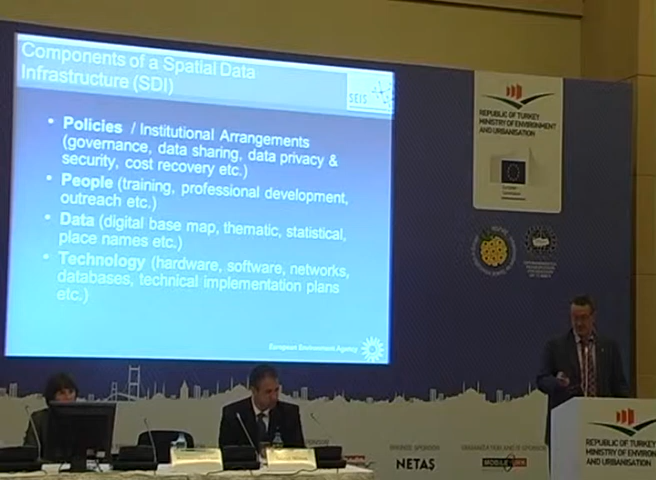 Components of a Spatial Data
Infrastructure (SDI)
SEIS
• Policies / Institutional Arrangements
(governance, data sharing, data privacy &
security, cost recovery etc.)
• People (training, professional development,
outreach etc.)
• Data (digital base map, thematic, statistical,
place names etc.)
• Technology (hardware, software, networks,
databases, technical implementation plans
etc.)
European Environment Agency
REPUBLIC OF TURKEY
MINISTRY OF ENVIRONMENT
AND URBANISATION
NETAŞ
REPUBLIC OF TURKEY
MINISTRY OF ENVIRON
AND URBANISATION